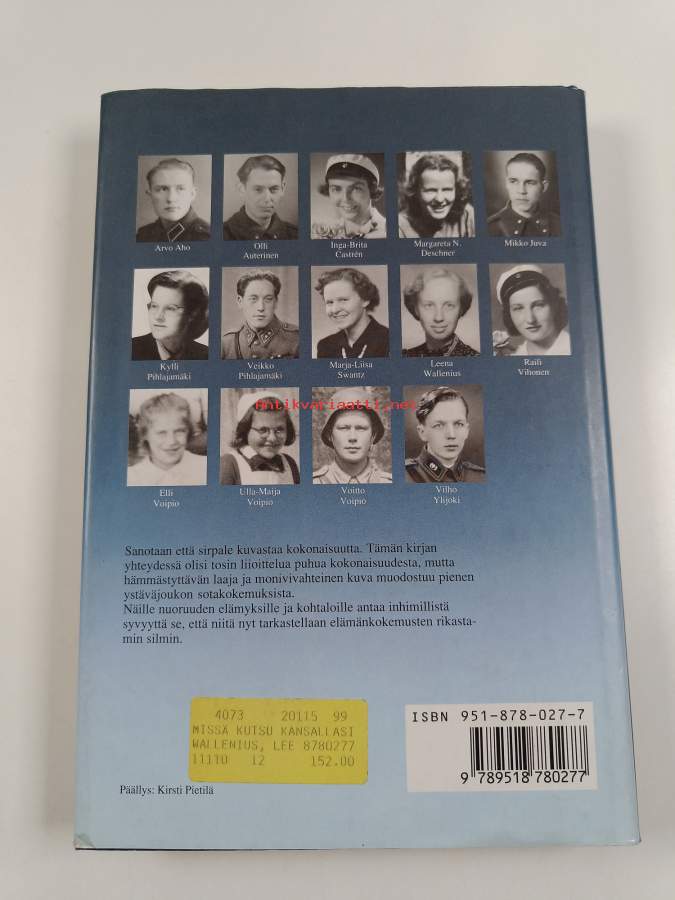 Arvo Aho
Olli
Auterinen
Inga-Brita
Castrén
Margareta N.
Deschner
Mikko Juva
Kylli
Pihlajamäki
Veikko
Pihlajamäki
Marja-Liisa
Swantz
Leena
Wallenius
Raili
Vihonen
Antikvariaatti.net
Elli
Voipio
Ulla-Maija
Voipio
Voitto
Voipio
Vilho
Ylijoki
Sanotaan että sirpale kuvastaa kokonaisuutta. Tämän kirjan
yhteydessä olisi tosin liioittelua puhua kokonaisuudesta, mutta
hämmästyttävän laaja ja monivivahteinen kuva muodostuu pienen
ystäväjoukon sotakokemuksista.
Näille nuoruuden elämyksille ja kohtaloille antaa inhimillistä
syvyyttä se, että niitä nyt tarkastellaan elämänkokemusten rikasta-
min silmin.
4073 20115 99
MISSÄ KUTSU KANSALLASI
WALLENIUS, LEE 8780277
11110 12 152.00
ISBN 951-878-027-7
9 789518 780277
Päällys: Kirsti Pietilä